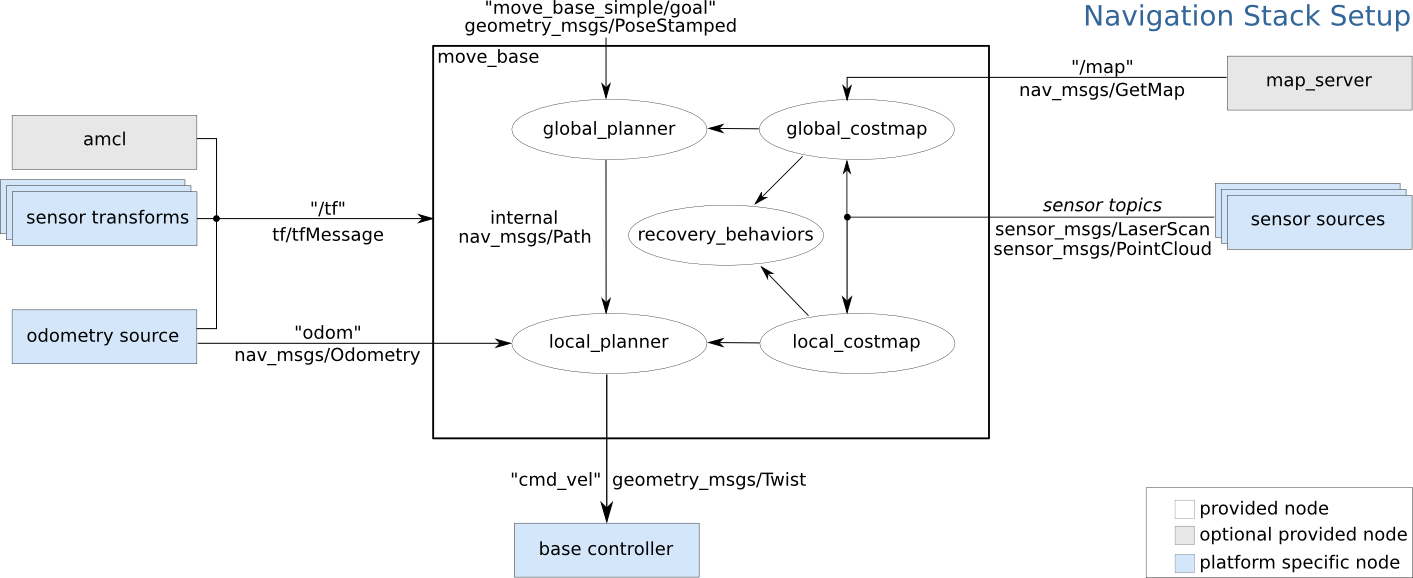 "move_base_simple/goal"
geometry_msgs/PoseStamped
Navigation Stack Setup
move_base
"/map"
nav_msgs/GetMap
map_server
amcl
global_planner
global_costmap
sensor transforms
"/tf"
tf/tfMessage
internal
nav_msgs/Path
recovery_behaviors
sensor topics
sensor_msgs/LaserScan
sensor_msgs/PointCloud
sensor sources
odometry source
"odom"
nav_msgs/Odometry
local_planner
local_costmap
"cmd_vel" geometry_msgs/Twist
base controller
provided node
optional provided node
platform specific node